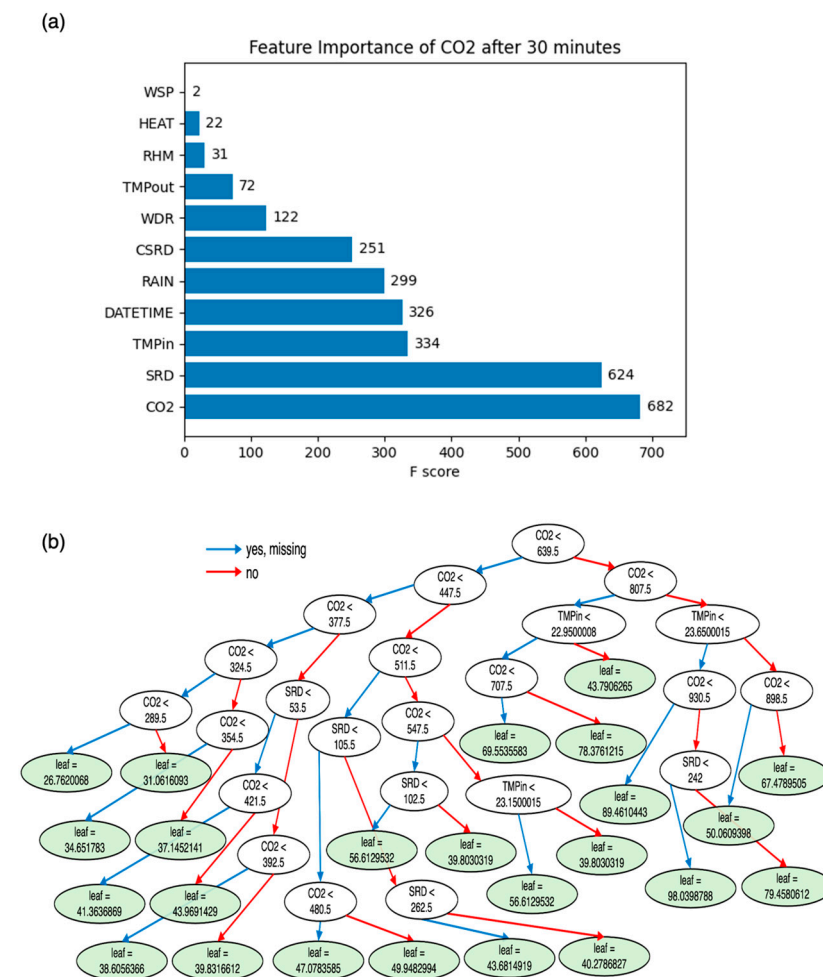 (a)
Feature Importance of CO2 after 30 minutes
WSP 2
HEAT 22
RHM 31
TMPout 72
WDR 122
CSRD 251
RAIN 299
DATETIME 326
TMPin 334
SRD 624
CO2 682
0 100 200 300 400 500 600 700
F score
(b)
yes, missing
no
CO2 <
639.5
CO2 <
447.5
CO2 <
807.5
CO2 <
377.5
TMPin <
22.9500008
TMPin <
23.6500015
CO2 <
324.5
CO2 <
511.5
CO2 <
707.5
leaf =
43.7906265
CO2 <
930.5
CO2 <
898.5
CO2 <
289.5
SRD <
53.5
CO2 <
354.5
SRD <
105.5
CO2 <
547.5
leaf =
69.5535583
leaf =
78.3761215
leaf =
26.7620068
leaf =
31.0616093
SRD <
242
leaf =
67.4789505
CO2 <
421.5
SRD <
102.5
TMPin <
23.1500015
leaf =
89.4610443
leaf =
34.651783
leaf =
37.1452141
leaf =
50.0609398
CO2 <
392.5
leaf =
56.6129532
leaf =
39.8030319
leaf =
39.8030319
leaf =
41.3636869
leaf =
43.9691429
CO2 <
480.5
SRD <
262.5
leaf =
56.6129532
leaf =
98.0398788
leaf =
79.4580612
leaf =
38.6056366
leaf =
39.8316612
leaf =
47.0783585
leaf =
49.9482994
leaf =
43.6814919
leaf =
40.2786827